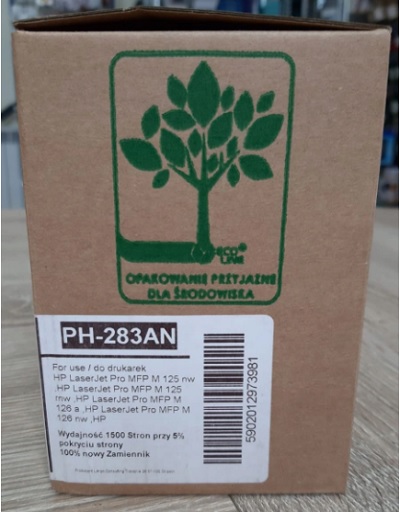 ECO
LINE
OPAKOWANIE PRZYJAZNE
DLA ŚRODOWISKA
PH-283AN
For use / do drukarek
HP LaserJet Pro MFP M 125 nw
,HP LaserJet Pro MFP M 125
rnw ,HP LaserJet Pro MFP M
126 a ,HP LaserJet Pro MFP M
126 nw ,HP
Wydajność 1500 Stron przy 5%
pokryciu strony
100% nowy Zamiennik
5902012973981